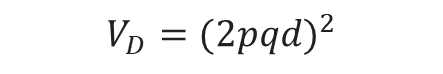 V_D = (2pqd)^2